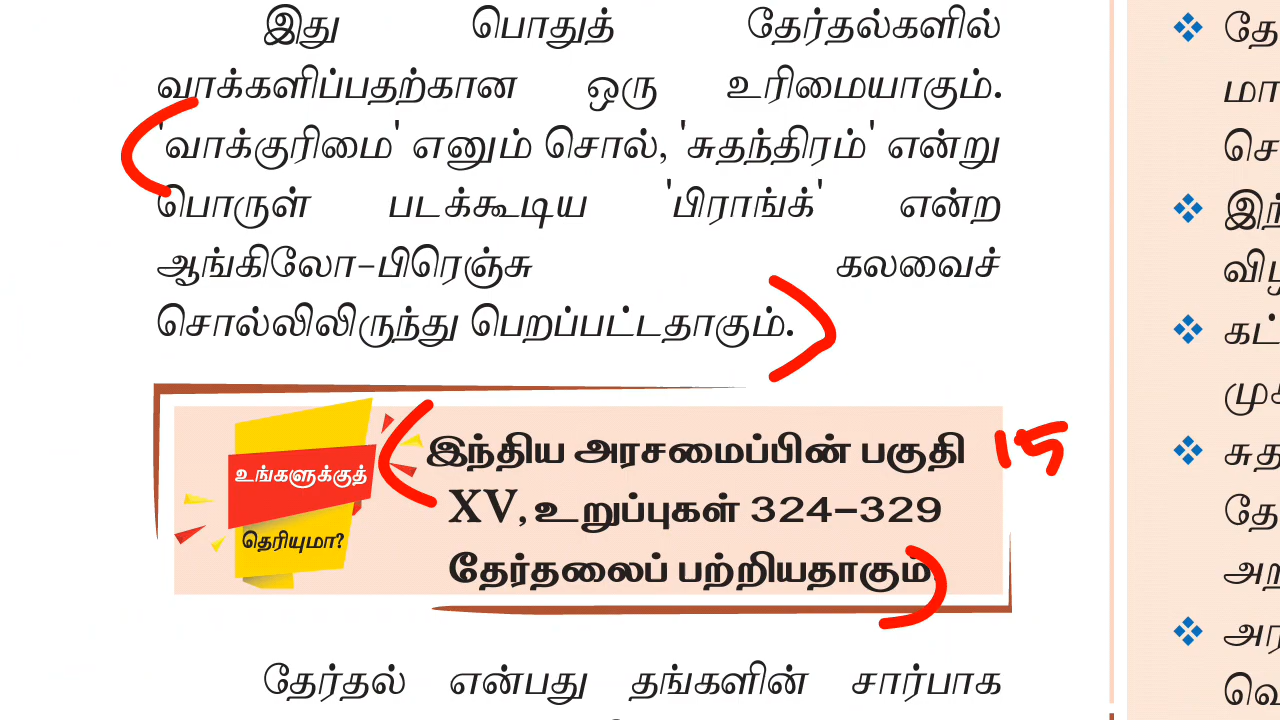 இது பொதுத் தேர்தல்களில்
வாக்களிப்பதற்கான ஒரு உரிமையாகும்.
'வாக்குரிமை' எனும் சொல், 'சுதந்திரம்' என்று
பொருள் படக்கூடிய 'பிராங்க்' என்ற
ஆங்கிலோ-பிரெஞ்சு கலவைச்
சொல்லிலிருந்து பெறப்பட்டதாகும்.
உங்களுக்குத்
தெரியுமா?
இந்திய அரசமைப்பின் பகுதி 15
XV, உறுப்புகள் 324-329
தேர்தலைப் பற்றியதாகும்.
தேர்தல் என்பது தங்களின் சார்பாக